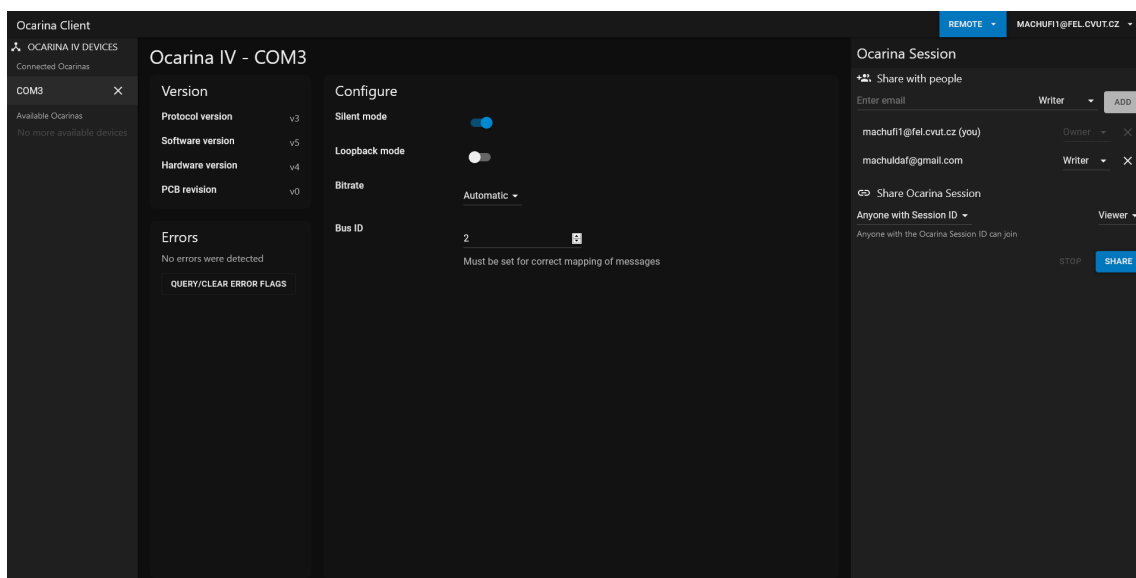 Ocarina Client
REMOTE
MACHUFI1@FEL.CVUT.CZ
OCARINA IV DEVICES
Connected Ocarinas
COM3
Available Ocarinas
No more available devices
Ocarina IV - COM3
Version
Protocol version v3
Software version v5
Hardware version v4
PCB revision v0
Errors
No errors were detected
QUERY/CLEAR ERROR FLAGS
Configure
Silent mode
Loopback mode
Bitrate Automatic
Bus ID 2
Must be set for correct mapping of messages
Ocarina Session
Share with people
Enter email Writer ADD
machufi1@fel.cvut.cz (you) Owner
machuldaf@gmail.com Writer
Share Ocarina Session
Anyone with Session ID Viewer
Anyone with the Ocarina Session ID can join
STOP SHARE